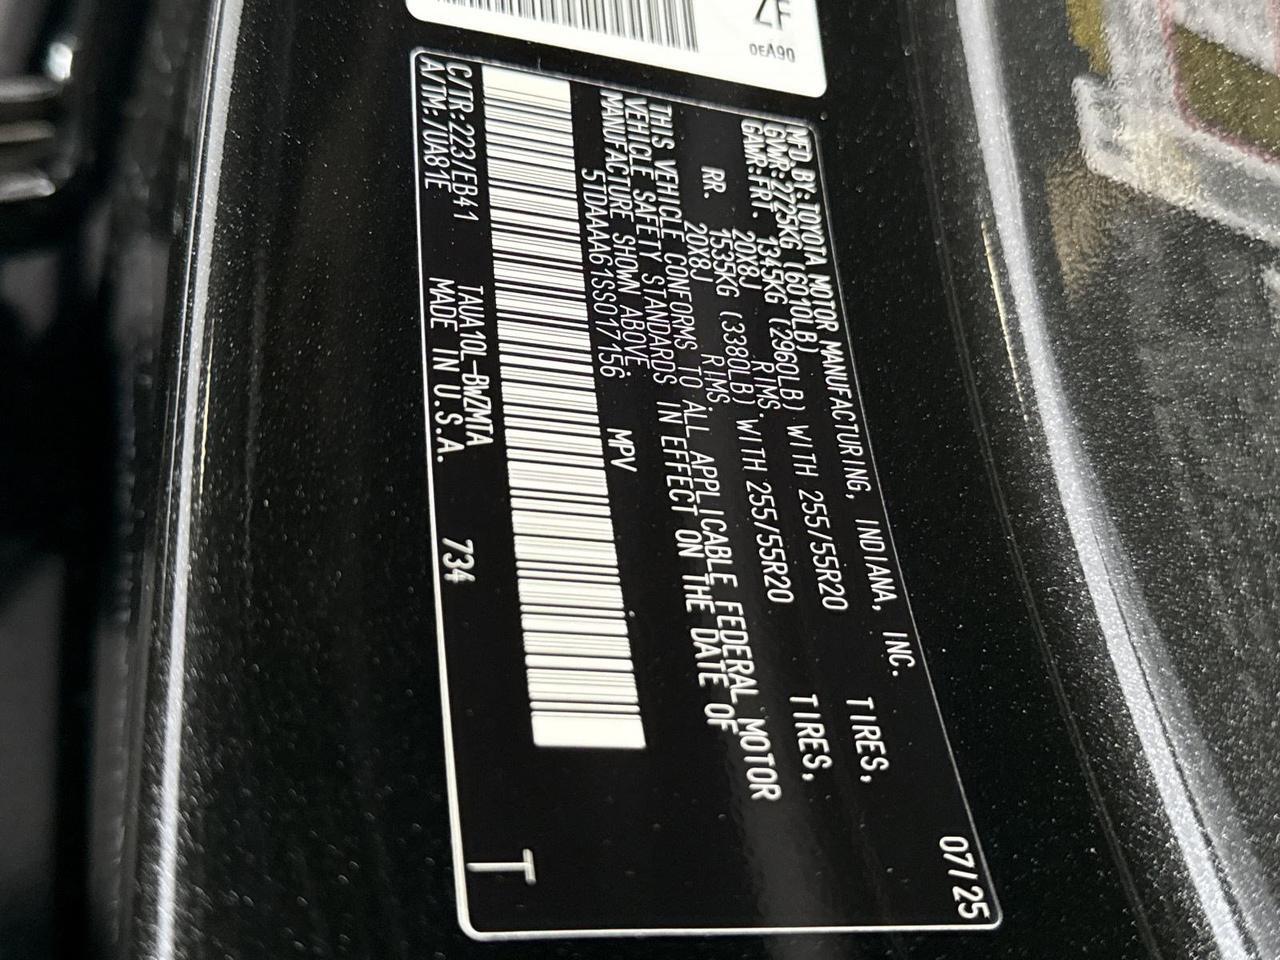 ZF
0EA90
MFD. BY: TOYOTA MOTOR MANUFACTURING, INDIANA, INC. 07/25
GVWR: 2725KG (6010LB)
GAWR: FRT. 1345KG (2960LB) WITH 255/55R20 TIRES,
20X8J RIMS.
RR. 1535KG (3380LB) WITH 255/55R20 TIRES,
20X8J RIMS.
THIS VEHICLE CONFORMS TO ALL APPLICABLE FEDERAL MOTOR
VEHICLE SAFETY STANDARDS IN EFFECT ON THE DATE OF
MANUFACTURE SHOWN ABOVE.
5TDAAAA61SS017156 MPV
C/TR: 223/EB41 TAUA10L-BWZMTA
A/TM: /UA81E MADE IN U.S.A. 734
T